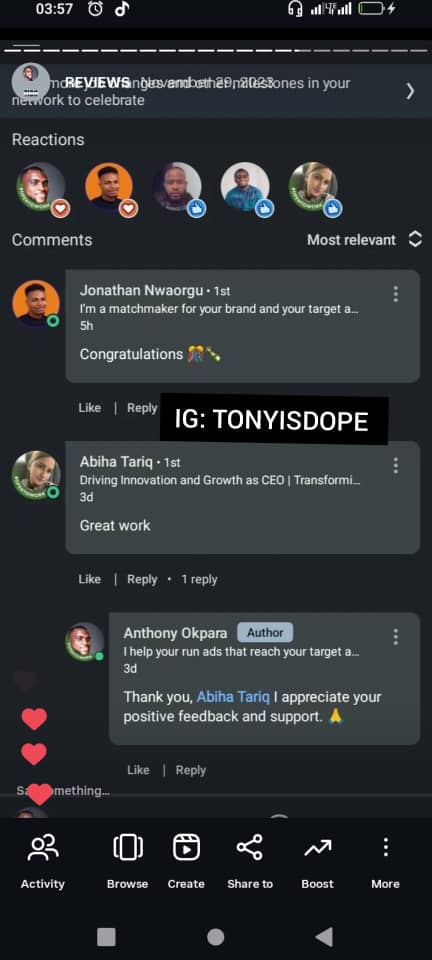 03:57
LTE
REVIEWS November 29, 2023
more job changes and other milestones in your
network to celebrate
Reactions
Comments
Most relevant
Jonathan Nwaorgu • 1st
I'm a matchmaker for your brand and your target a...
5h
Congratulations 🎊🍾
Like | Reply
IG: TONYISDOPE
Abiha Tariq • 1st
Driving Innovation and Growth as CEO | Transformi...
3d
Great work
Like | Reply • 1 reply
Anthony Okpara Author
I help your run ads that reach your target a...
3d
Thank you, Abiha Tariq I appreciate your
positive feedback and support. 🙏
Like | Reply
Say something...
Activity
Browse
Create
Share to
Boost
More